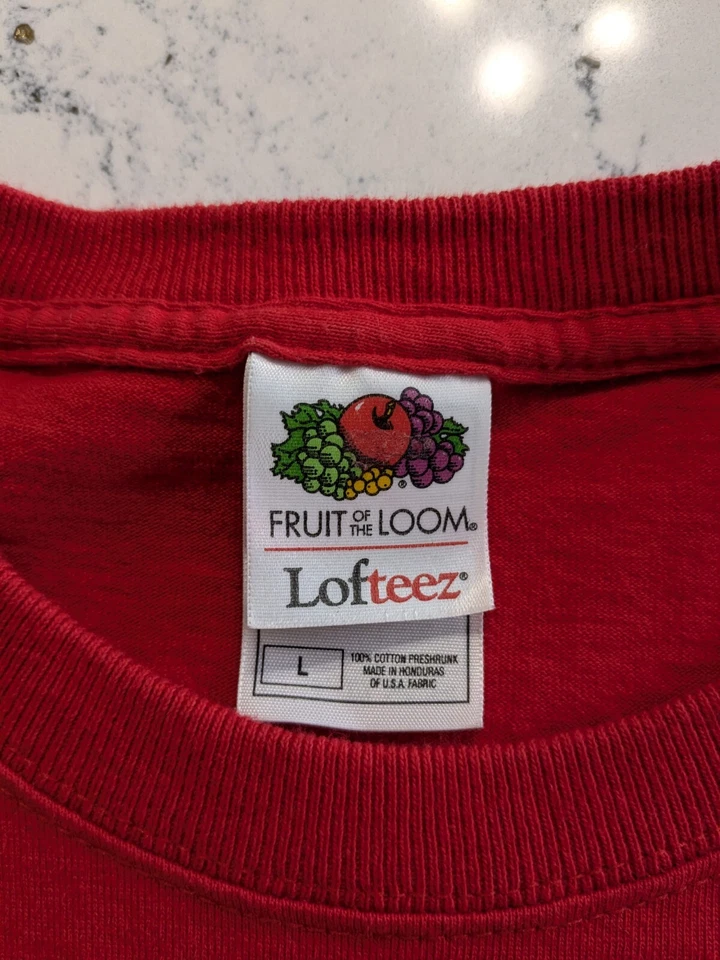 FRUIT OF THE LOOM®
Lofteez®
L
100% COTTON PRESHRUNK
MADE IN HONDURAS
OF U.S.A. FABRIC